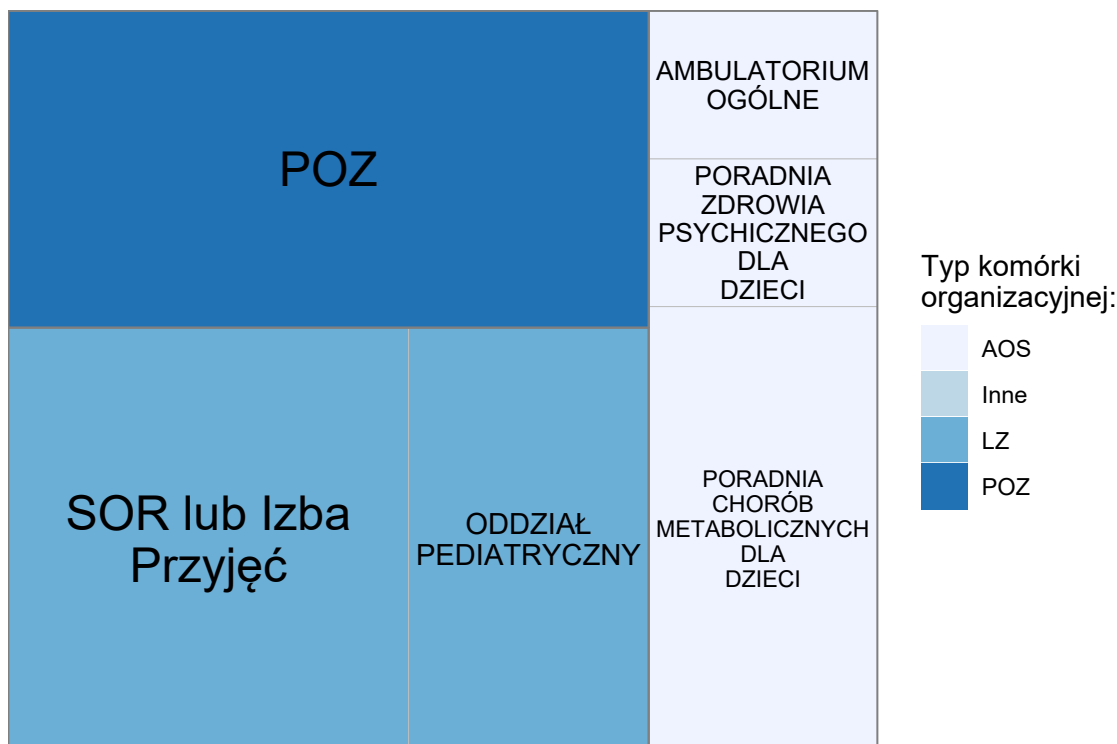 POZ
AMBULATORIUM
OGÓLNE
PORADNIA
ZDROWIA
PSYCHICZNEGO
DLA
DZIECI
SOR lub Izba
Przyjęć
ODDZIAŁ
PEDIATRYCZNY
PORADNIA
CHORÓB
METABOLICZNYCH
DLA
DZIECI
Typ komórki
organizacyjnej:
AOS
Inne
LZ
POZ